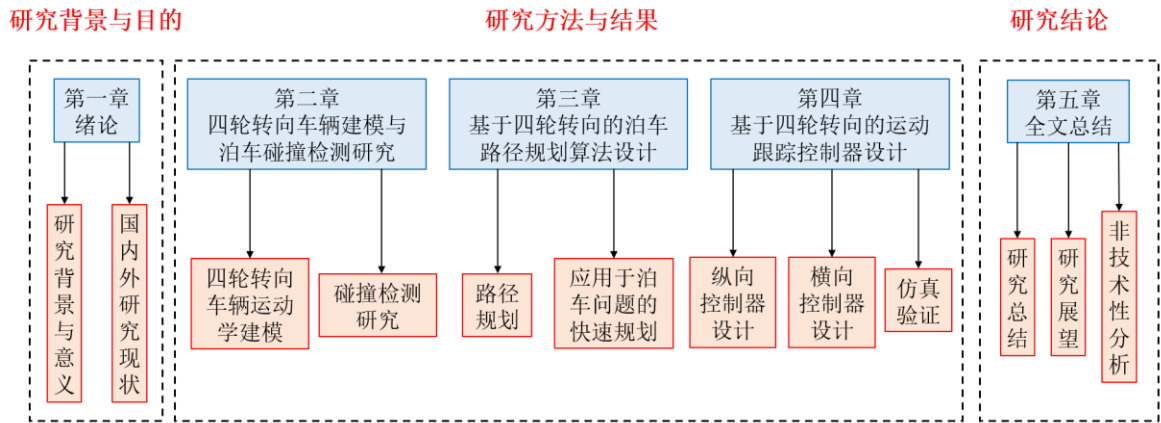 研究背景与目的
研究方法与结果
研究结论
第一章
绪论
第二章
四轮转向车辆建模与
泊车碰撞检测研究
第三章
基于四轮转向的泊车
路径规划算法设计
第四章
基于四轮转向的运动
跟踪控制器设计
第五章
全文总结
研究背景与意义
国内外研究现状
四轮转向
车辆运动
学建模
碰撞检测
研究
路径
规划
应用于泊
车问题的
快速规划
纵向
控制器
设计
横向
控制器
设计
仿真
验证
研究总结
研究展望
非技术性分析